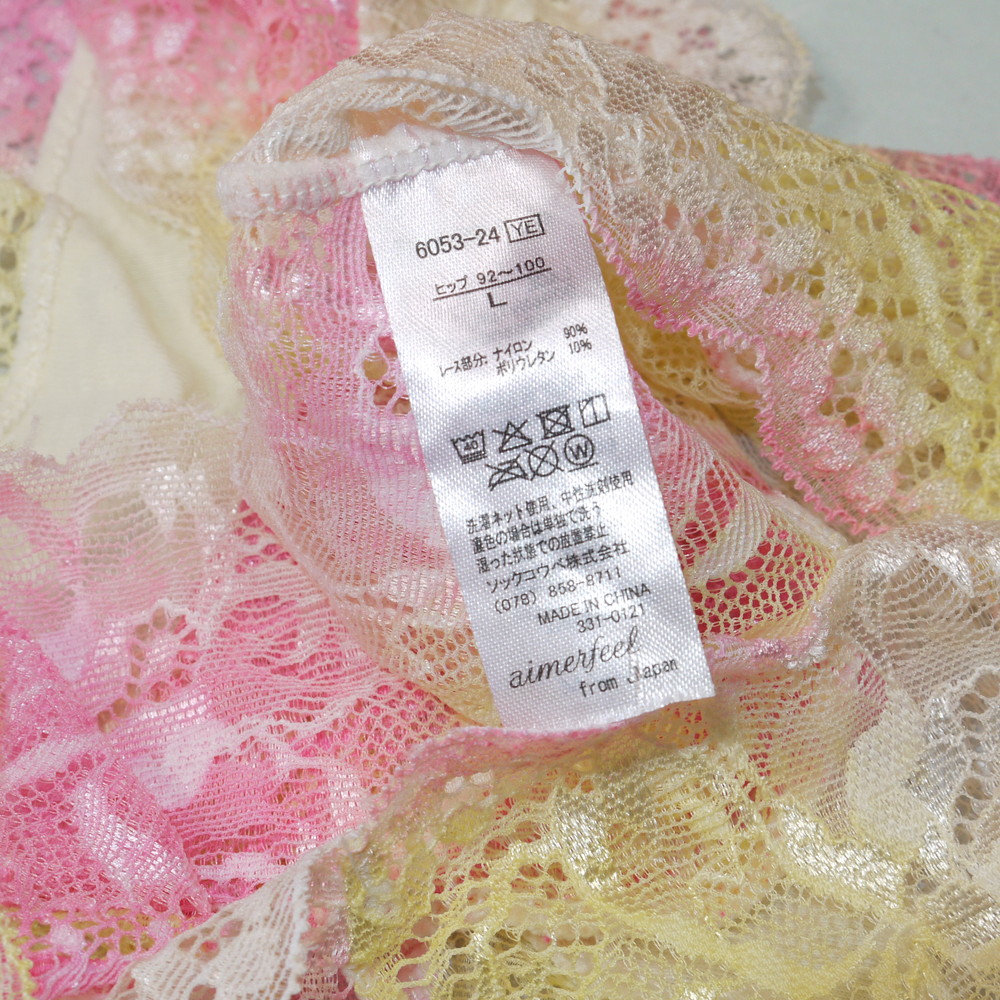 6053-24 YE
ヒップ 92～100
L
レース部分: ナイロン 90%
ポリウレタン 10%
40
W
洗濯ネット使用、中性洗剤使用
濃色の場合は単独で洗う
湿った状態での放置禁止
ソックコウベ株式会社
(078) 858-8711
MADE IN CHINA
331-0121
aimerfeel
from Japan